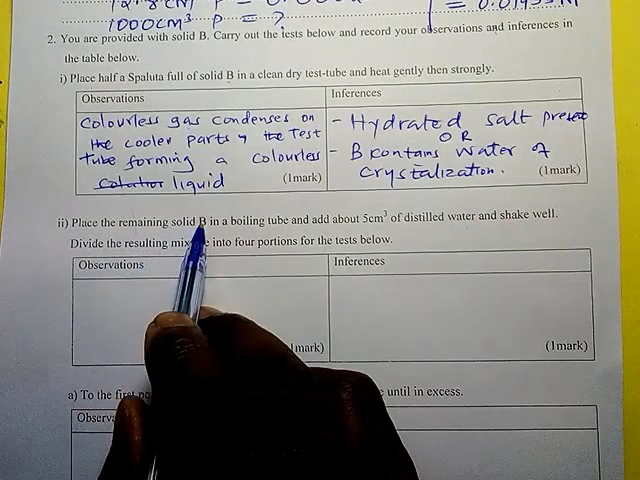 1000cm³ P = ?
2. You are provided with solid B. Carry out the tests below and record your observations and inferences in
the table below.
i) Place half a Spaluta full of solid B in a clean dry test-tube and heat gently then strongly.
Observations
Inferences
Colourless gas condenses on
the cooler parts of the test
tube forming a colourless
liquid (1mark)
- Hydrated salt present
OR
- B contains water of
crystalization. (1mark)
ii) Place the remaining solid B in a boiling tube and add about 5cm³ of distilled water and shake well.
Divide the resulting into four portions for the tests below.
Observations
Inferences
mark)
(1mark)
a) To the first until in excess.